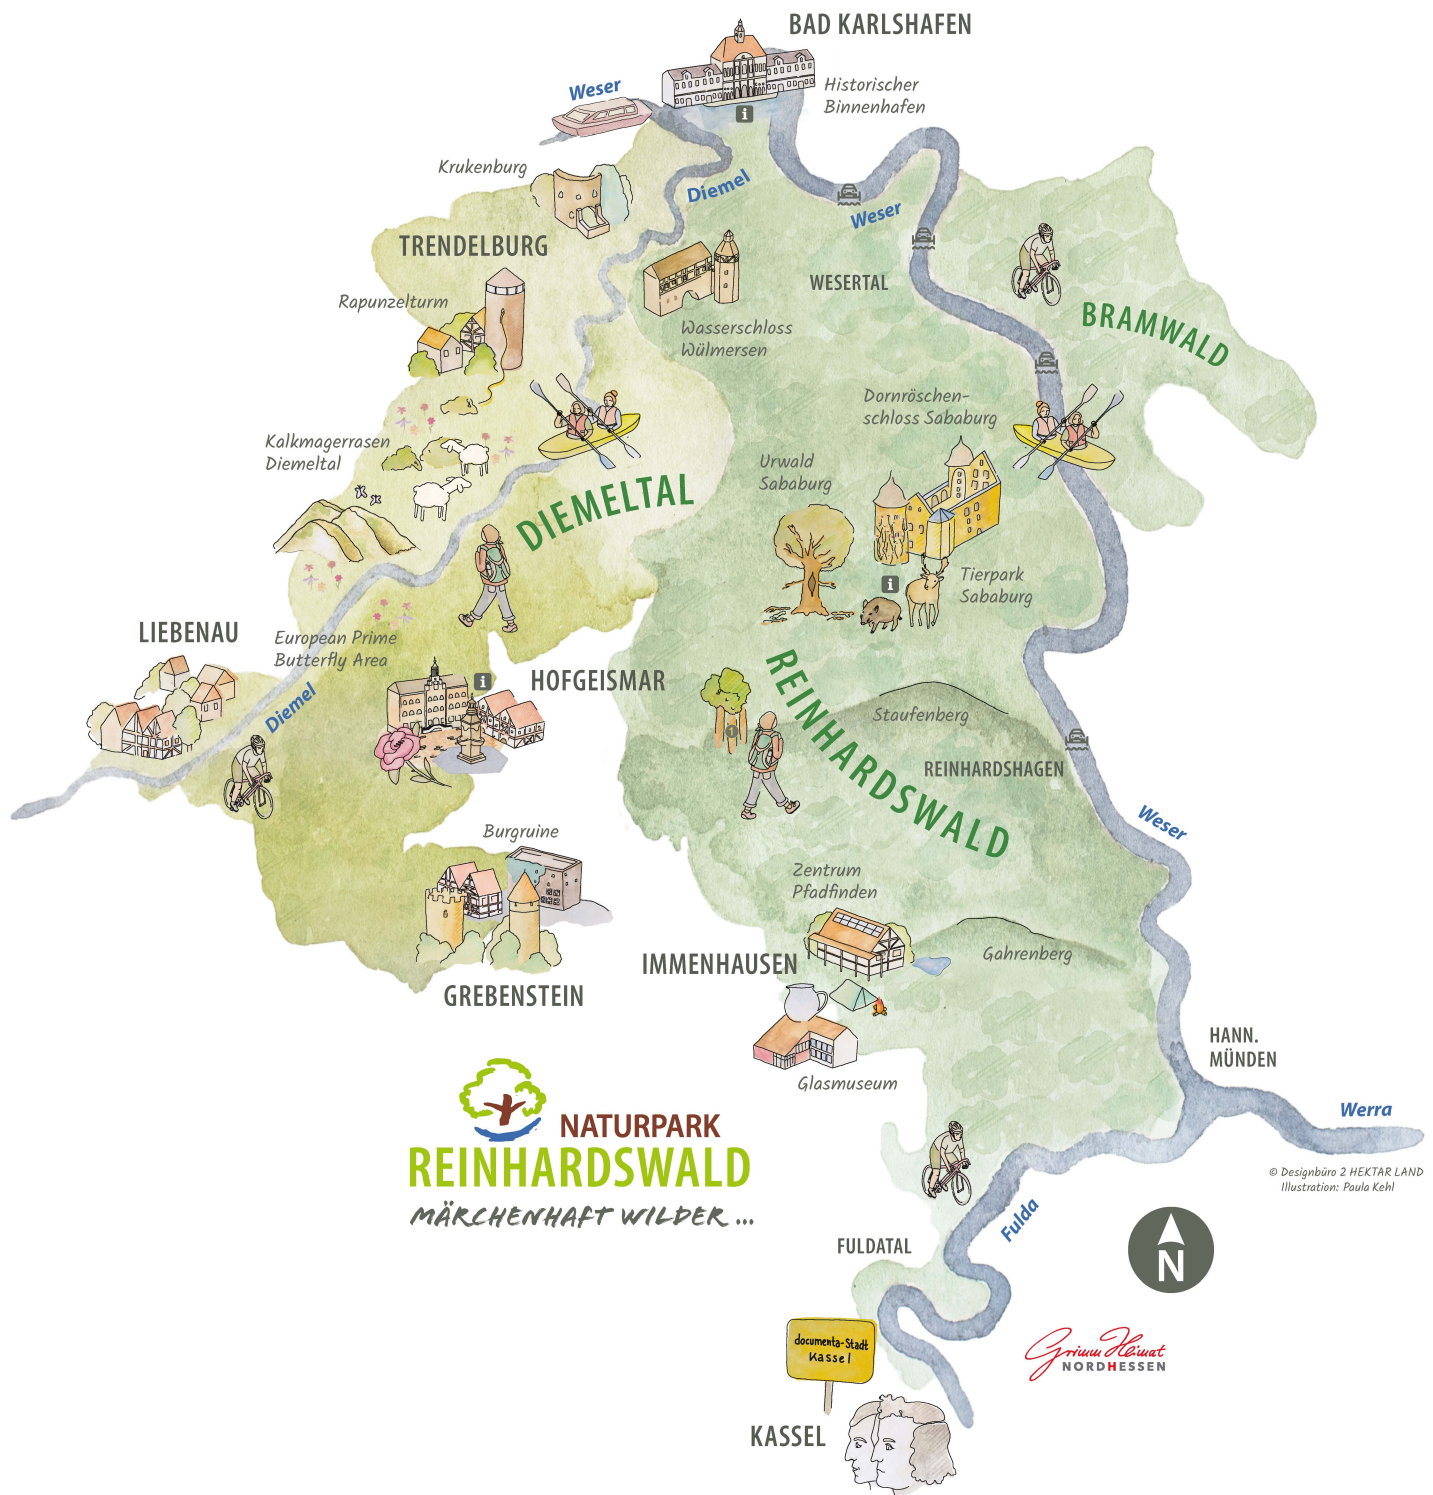 BAD KARLSHAFEN
Weser
Historischer
Binnenhafen
i
Krukenburg
Diemel
Weser
TRENDELBURG
WESERTAL
Rapunzelturm
BRAMWALD
Wasserschloss
Wülmersen
Dornröschen-
schloss Sababurg
Kalkmagerrasen
Diemeltal
Urwald
Sababurg
DIEMELTAL
i
Tierpark
Sababurg
LIEBENAU
European Prime
Butterfly Area
i
HOFGEISMAR
Diemel
REINHARDSWALD
Staufenberg
REINHARDSHAGEN
Weser
Burgruine
Zentrum
Pfadfinden
IMMENHAUSEN
Gahrenberg
GREBENSTEIN
HANN.
MÜNDEN
Glasmuseum
Werra
NATURPARK
REINHARDSWALD
MÄRCHENHAFT WILDER ...
© Designbüro 2 HEKTAR LAND
Illustration: Paula Kehl
Fulda
FULDATAL
N
documenta-Stadt
Kassel
Grimm Heimat
NORDHESSEN
KASSEL